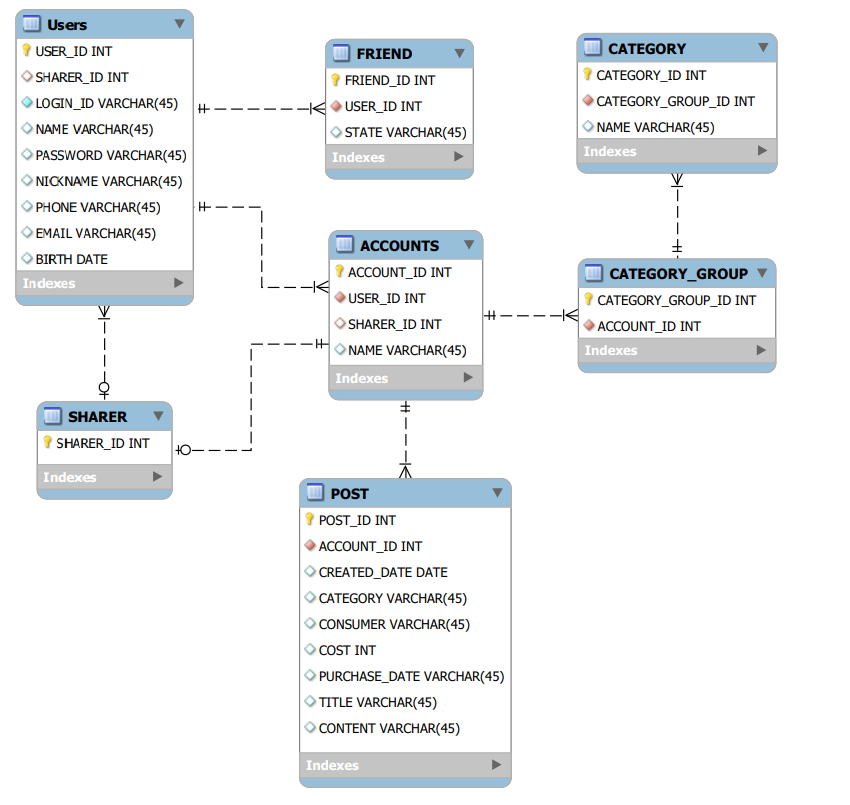 Users
USER_ID INT
SHARER_ID INT
LOGIN_ID VARCHAR(45)
NAME VARCHAR(45)
PASSWORD VARCHAR(45)
NICKNAME VARCHAR(45)
PHONE VARCHAR(45)
EMAIL VARCHAR(45)
BIRTH DATE
Indexes
FRIEND
FRIEND_ID INT
USER_ID INT
STATE VARCHAR(45)
Indexes
CATEGORY
CATEGORY_ID INT
CATEGORY_GROUP_ID INT
NAME VARCHAR(45)
Indexes
ACCOUNTS
ACCOUNT_ID INT
USER_ID INT
SHARER_ID INT
NAME VARCHAR(45)
Indexes
CATEGORY_GROUP
CATEGORY_GROUP_ID INT
ACCOUNT_ID INT
Indexes
SHARER
SHARER_ID INT
Indexes
POST
POST_ID INT
ACCOUNT_ID INT
CREATED_DATE DATE
CATEGORY VARCHAR(45)
CONSUMER VARCHAR(45)
COST INT
PURCHASE_DATE VARCHAR(45)
TITLE VARCHAR(45)
CONTENT VARCHAR(45)
Indexes